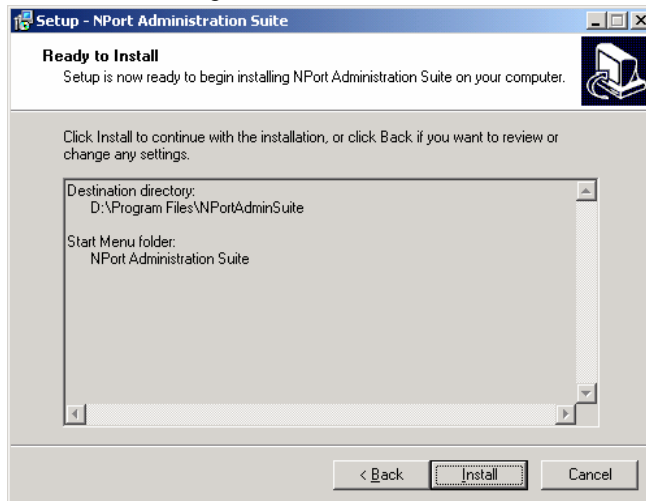 Setup - NPort Administration Suite
Ready to Install
Setup is now ready to begin installing NPort Administration Suite on your computer.
Click Install to continue with the installation, or click Back if you want to review or
change any settings.
Destination directory:
D:\Program Files\NPortAdminSuite
Start Menu folder:
NPort Administration Suite
< Back
Install
Cancel